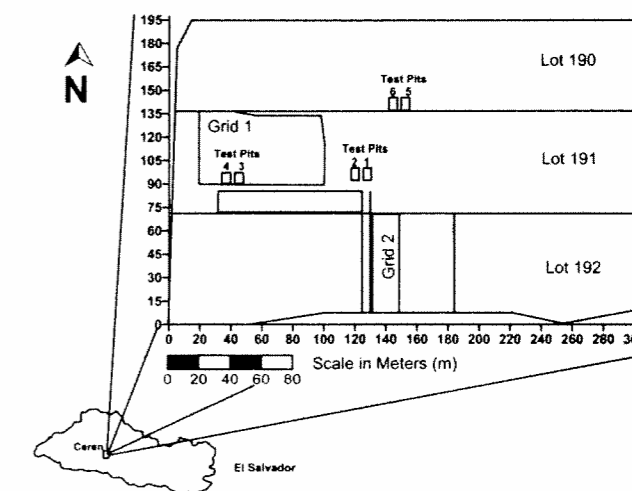 195
180
165
150
135
120
105
90
75
60
45
30
15
0
N
Test Pits
6 5
Lot 190
Grid 1
Test Pits
4 3
Test Pits
2 1
Lot 191
Grid 2
Lot 192
0 20 40 60 80 100 120 140 160 180 200 220 240 260 280 300
0 20 40 60 80
Scale in Meters (m)
Ceren
El Salvador